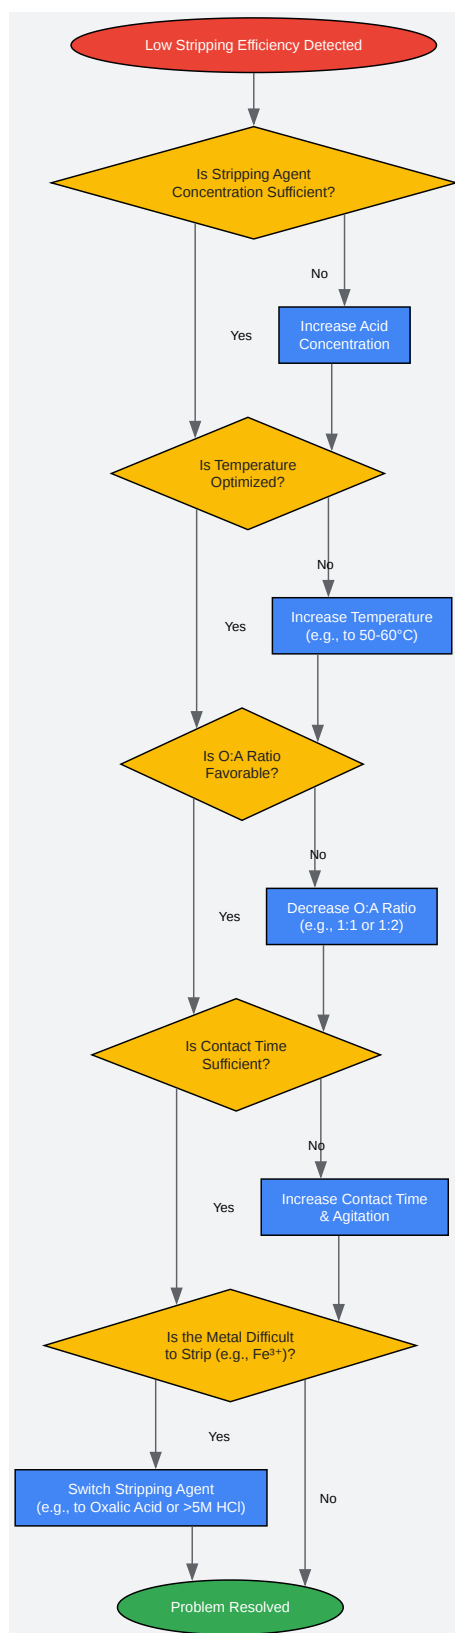 Low Stripping Efficiency Detected
Is Stripping Agent
Concentration Sufficient?
No
Increase Acid
Concentration
Yes
Is Temperature
Optimized?
No
Increase Temperature
(e.g., to 50-60°C)
Yes
Is O:A Ratio
Favorable?
No
Decrease O:A Ratio
(e.g., 1:1 or 1:2)
Yes
Is Contact Time
Sufficient?
No
Increase Contact Time
& Agitation
Yes
Is the Metal Difficult
to Strip (e.g., Fe³⁺)?
Yes
Switch Stripping Agent
(e.g., to Oxalic Acid or >5M HCl)
No
Problem Resolved